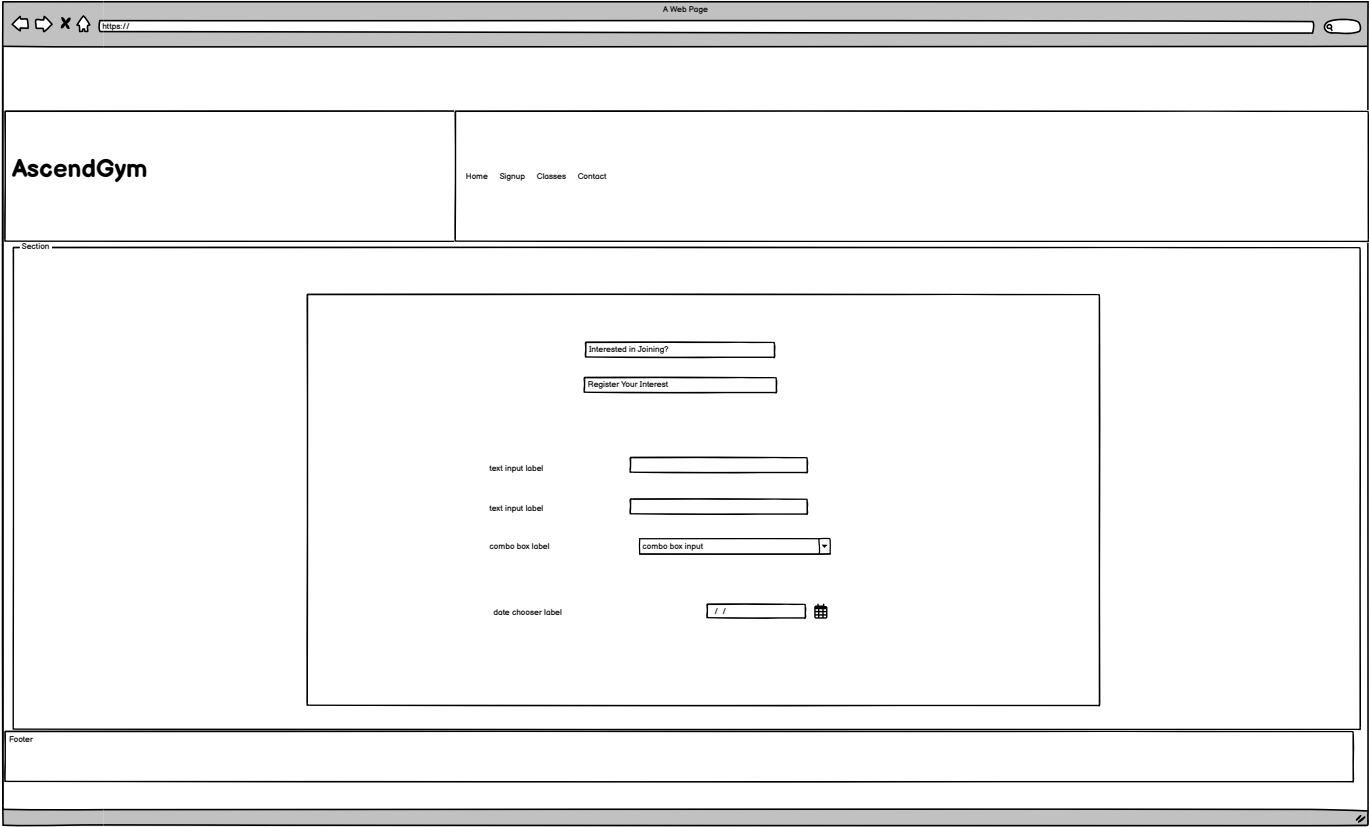 A Web Page
https://
AscendGym
Home Signup Classes Contact
Section
Interested in Joining?
Register Your Interest
text input label
text input label
combo box label combo box input
date chooser label / /
Footer